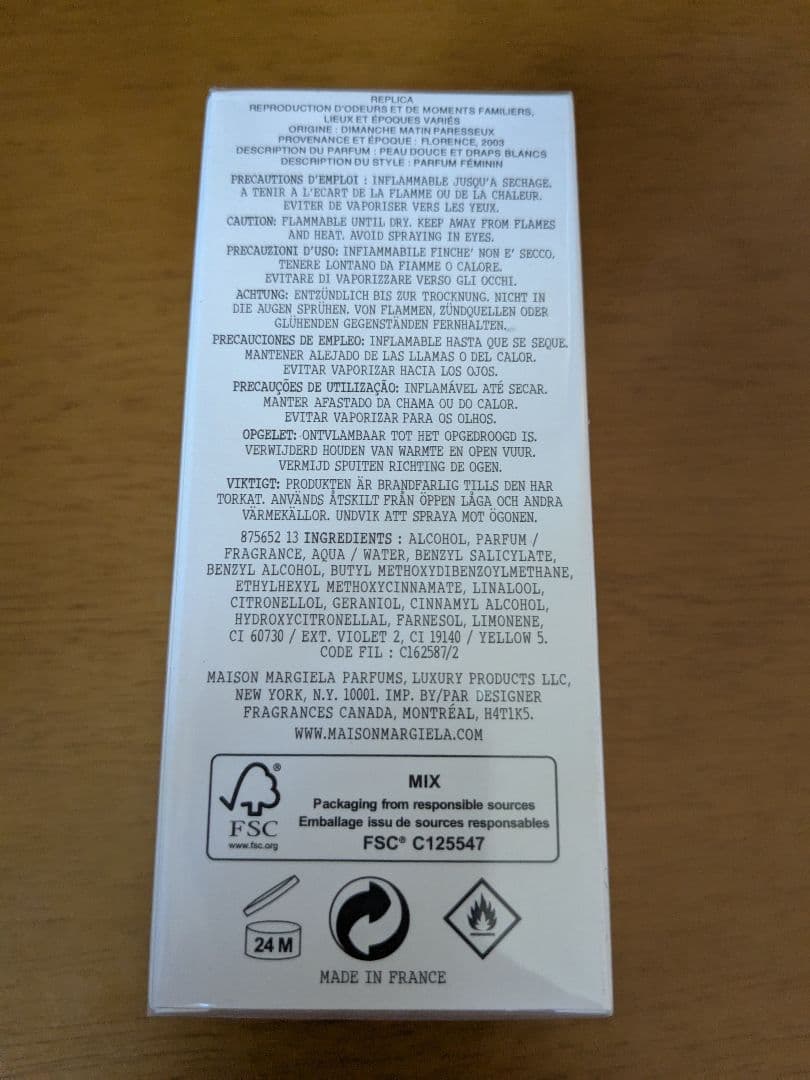 REPLICA
REPRODUCTION D'ODEURS ET DE MOMENTS FAMILIERS,
LIEUX ET ÉPOQUES VARIÉS
ORIGINE : DIMANCHE MATIN PARESSEUX
PROVENANCE ET ÉPOQUE : FLORENCE, 2003
DESCRIPTION DU PARFUM : PEAU DOUCE ET DRAPS BLANCS
DESCRIPTION DU STYLE : PARFUM FÉMININ
PRECAUTIONS D'EMPLOI : INFLAMMABLE JUSQU'A SECHAGE.
A TENIR A L'ECART DE LA FLAMME OU DE LA CHALEUR.
EVITER DE VAPORISER VERS LES YEUX.
CAUTION: FLAMMABLE UNTIL DRY. KEEP AWAY FROM FLAMES
AND HEAT. AVOID SPRAYING IN EYES.
PRECAUZIONI D'USO: INFIAMMABILE FINCHE' NON E' SECCO.
TENERE LONTANO DA FIAMME O CALORE.
EVITARE DI VAPORIZZARE VERSO GLI OCCHI.
ACHTUNG: ENTZÜNDLICH BIS ZUR TROCKNUNG. NICHT IN
DIE AUGEN SPRÜHEN. VON FLAMMEN, ZÜNDQUELLEN ODER
GLÜHENDEN GEGENSTÄNDEN FERNHALTEN.
PRECAUCIONES DE EMPLEO: INFLAMABLE HASTA QUE SE SEQUE.
MANTENER ALEJADO DE LAS LLAMAS O DEL CALOR.
EVITAR VAPORIZAR HACIA LOS OJOS.
PRECAUÇÕES DE UTILIZAÇÃO: INFLAMÁVEL ATÉ SECAR.
MANTER AFASTADO DA CHAMA OU DO CALOR.
EVITAR VAPORIZAR PARA OS OLHOS.
OPGELET: ONTVLAMBAAR TOT HET OPGEDROOGD IS.
VERWIJDERD HOUDEN VAN WARMTE EN OPEN VUUR.
VERMIJD SPUITEN RICHTING DE OGEN.
VIKTIGT: PRODUKTEN ÄR BRANDFARLIG TILLS DEN HAR
TORKAT. ANVÄNDS ÅTSKILT FRÅN ÖPPEN LÅGA OCH ANDRA
VÄRMEKÄLLOR. UNDVIK ATT SPRAYA MOT ÖGONEN.
875652 13 INGREDIENTS : ALCOHOL, PARFUM /
FRAGRANCE, AQUA / WATER, BENZYL SALICYLATE,
BENZYL ALCOHOL, BUTYL METHOXYDIBENZOYLMETHANE,
ETHYLHEXYL METHOXYCINNAMATE, LINALOOL,
CITRONELLOL, GERANIOL, CINNAMYL ALCOHOL,
HYDROXYCITRONELLAL, FARNESOL, LIMONENE,
CI 60730 / EXT. VIOLET 2, CI 19140 / YELLOW 5.
CODE FIL : C162587/2
MAISON MARGIELA PARFUMS, LUXURY PRODUCTS LLC,
NEW YORK, N.Y. 10001. IMP. BY/PAR DESIGNER
FRAGRANCES CANADA, MONTRÉAL, H4T1K5.
WWW.MAISONMARGIELA.COM
®
FSC
www.fsc.org
MIX
Packaging from responsible sources
Emballage issu de sources responsables
FSC® C125547
24 M
MADE IN FRANCE